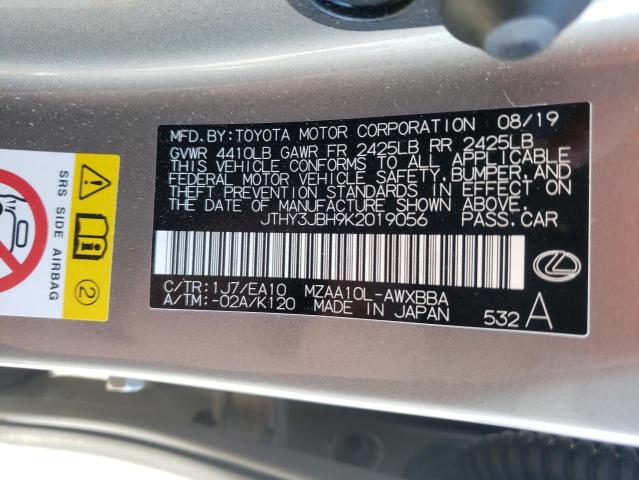 MFD. BY: TOYOTA MOTOR CORPORATION 08/19
GVWR 4410LB GAWR FR 2425LB RR 2425LB
THIS VEHICLE CONFORMS TO ALL APPLICABLE
FEDERAL MOTOR VEHICLE SAFETY, BUMPER, AND
THEFT PREVENTION STANDARDS IN EFFECT ON
THE DATE OF MANUFACTURE SHOWN ABOVE.
JTHY3JBH9K2019056 PASS. CAR
C/TR: 1J7/EA10 MZAA10L-AWXBBA
A/TM: -02A/K120 MADE IN JAPAN 532 A
SRS SIDE AIRBAG
2